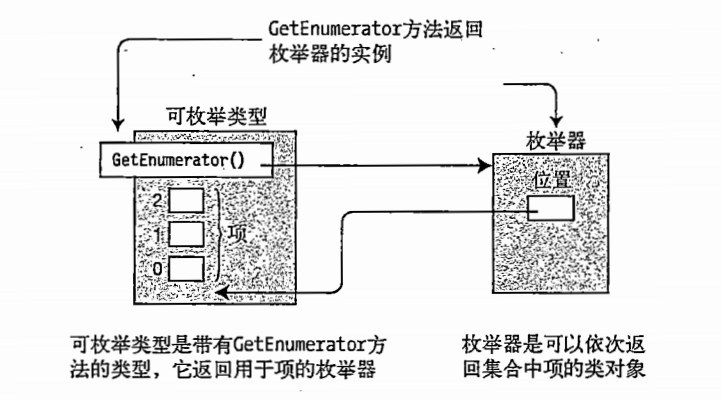 GetEnumerator方法返回
枚举器的实例
可枚举类型
枚举器
GetEnumerator()
位置
2
1
项
0
可枚举类型是带有GetEnumerator方
法的类型，它返回用于项的枚举器
枚举器是可以依次返
回集合中项的类对象